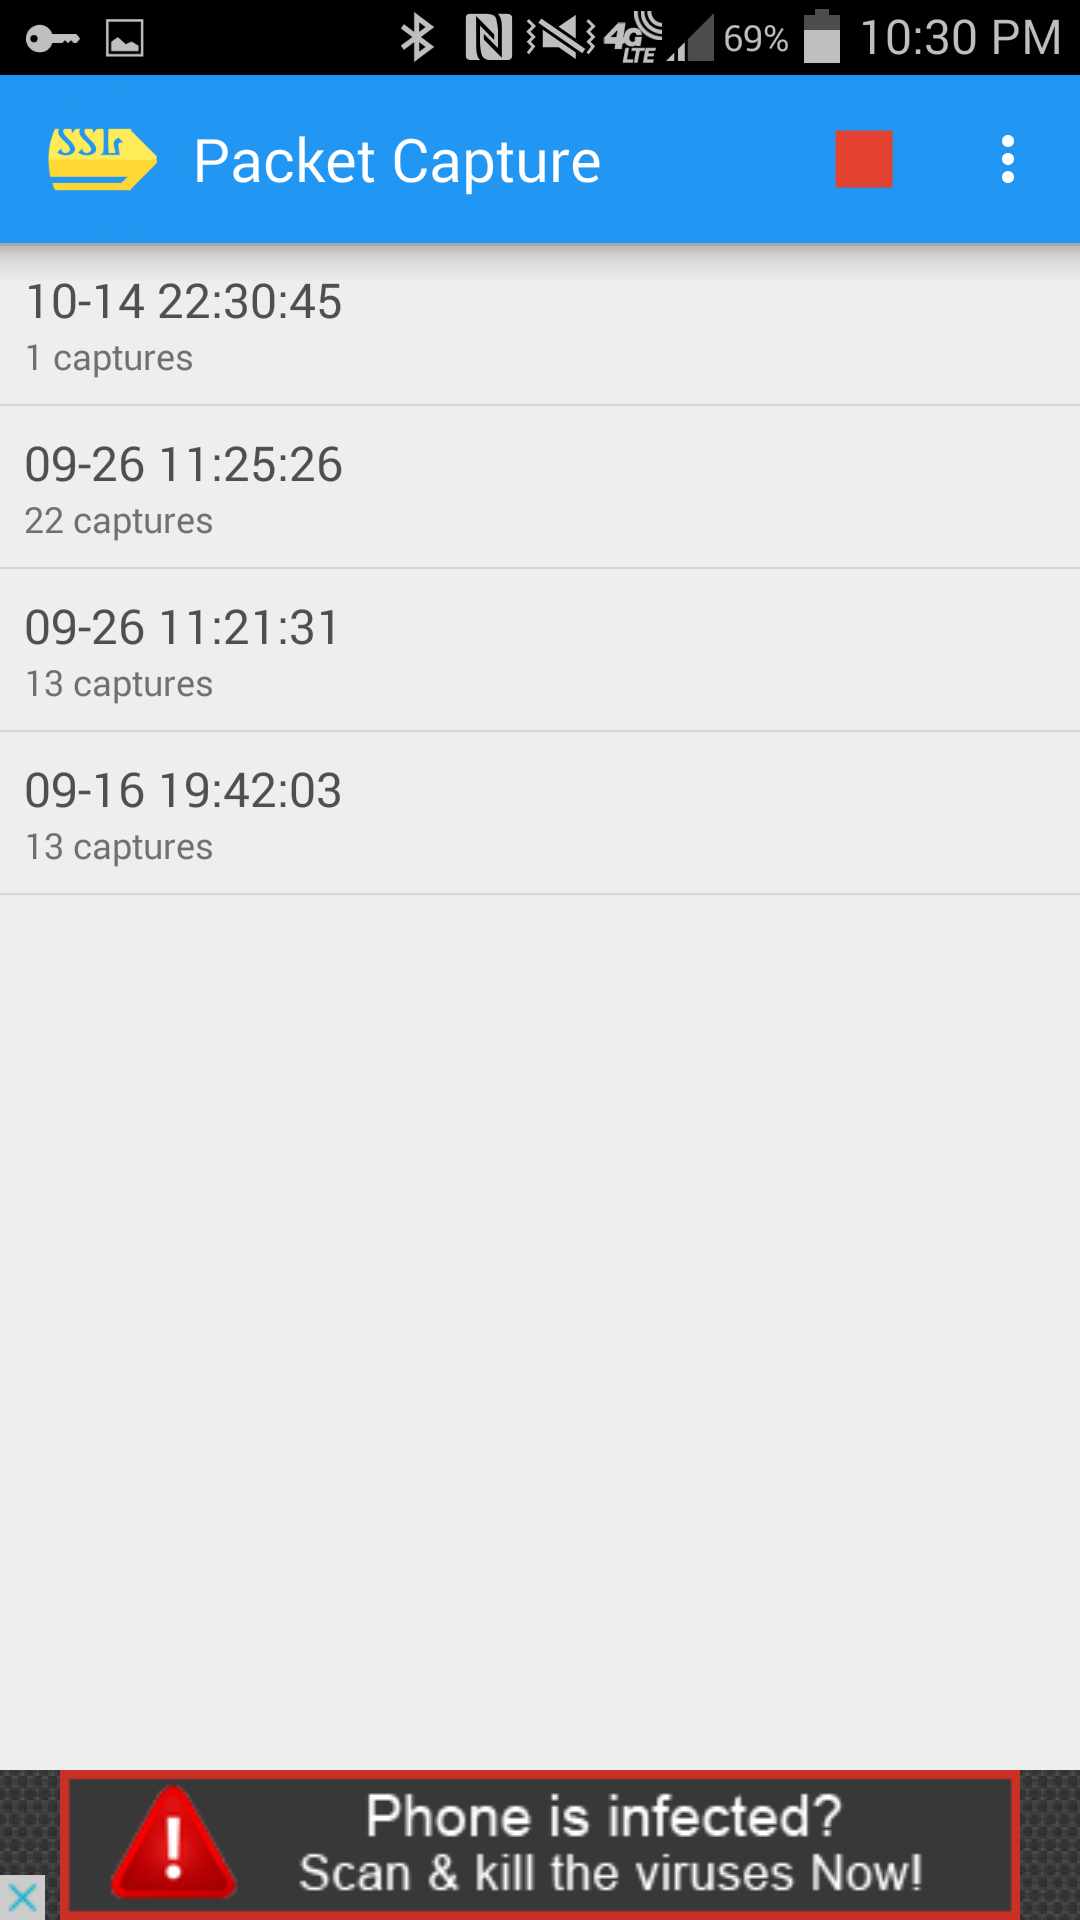 4G LTE 69% 10:30 PM
SSL Packet Capture
10-14 22:30:45
1 captures
09-26 11:25:26
22 captures
09-26 11:21:31
13 captures
09-16 19:42:03
13 captures
Phone is infected?
Scan & kill the viruses Now!